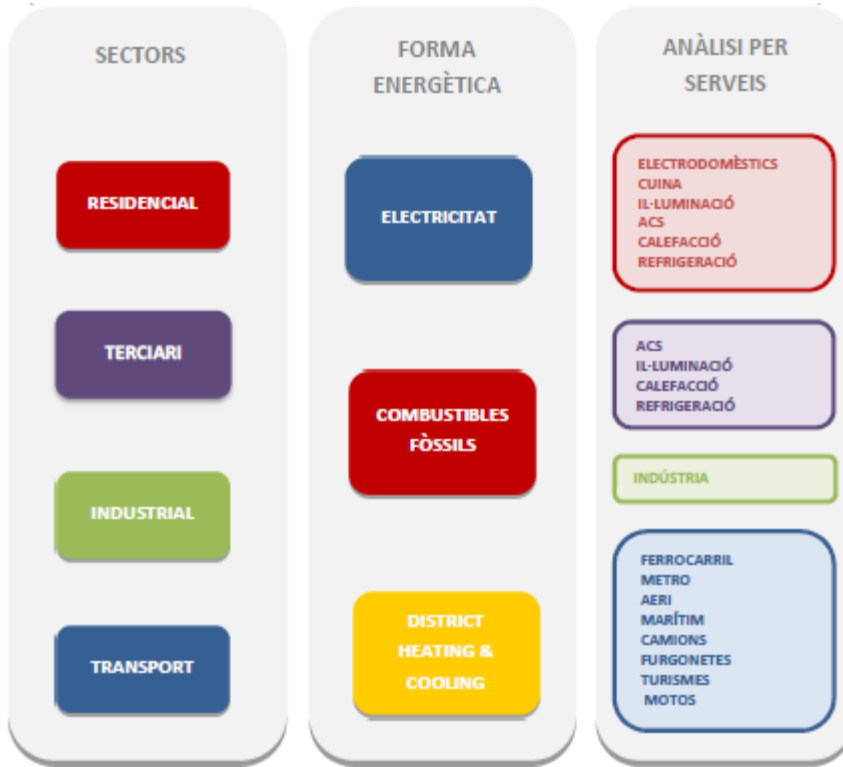 SECTORS
RESIDENCIAL
TERCIARI
INDUSTRIAL
TRANSPORT
FORMA
ENERGÈTICA
ELECTRICITAT
COMBUSTIBLES
FÒSSILS
DISTRICT
HEATING &
COOLING
ANÀLISI PER
SERVEIS
ELECTRODOMÈSTICS
CUINA
IL·LUMINACIÓ
ACS
CALEFACCIÓ
REFRIGERACIÓ
ACS
IL·LUMINACIÓ
CALEFACCIÓ
REFRIGERACIÓ
INDÚSTRIA
FERROCARRIL
METRO
AERI
MARÍTIM
CAMIONS
FURGONETES
TURISMES
MOTOS